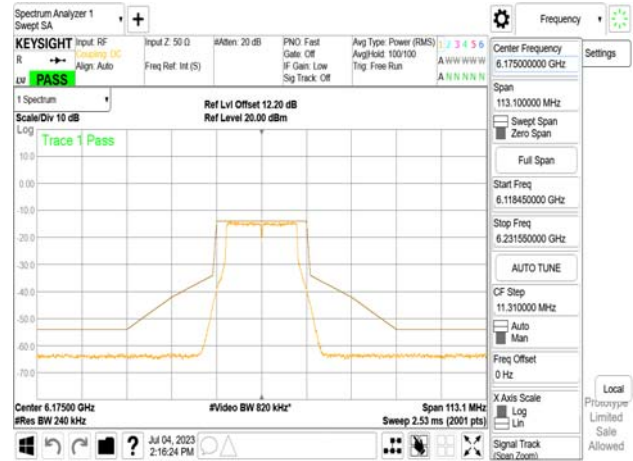 Spectrum Analyzer 1
Swept SA
+
Frequency
KEYSIGHT
R
LU PASS
Input: RF
Coupling: DC
Align: Auto
Input Z: 50 Ω
Freq Ref: Int (S)
#Atten: 20 dB
PNO: Fast
Gate: Off
IF Gain: Low
Sig Track: Off
Avg Type: Power (RMS)
Avg|Hold: 100/100
Trig: Free Run
1 2 3 4 5 6
A W W W W W
A N N N N N
1 Spectrum
Scale/Div 10 dB
Ref Lvl Offset 12.20 dB
Ref Level 20.00 dBm
Log
Trace 1 Pass
10.0
0.00
-10.0
-20.0
-30.0
-40.0
-50.0
-60.0
-70.0
Center 6.17500 GHz
#Res BW 240 kHz
#Video BW 820 kHz*
Span 113.1 MHz
Sweep 2.53 ms (2001 pts)
Jul 04, 2023
2:16:24 PM
Center Frequency
6.175000000 GHz
Settings
Span
113.100000 MHz
Swept Span
Zero Span
Full Span
Start Freq
6.118450000 GHz
Stop Freq
6.231550000 GHz
AUTO TUNE
CF Step
11.310000 MHz
Auto
Man
Freq Offset
0 Hz
X Axis Scale
Log
Lin
Signal Track
(Span Zoom)
Local
Prototype
Limited
Sale
Allowed